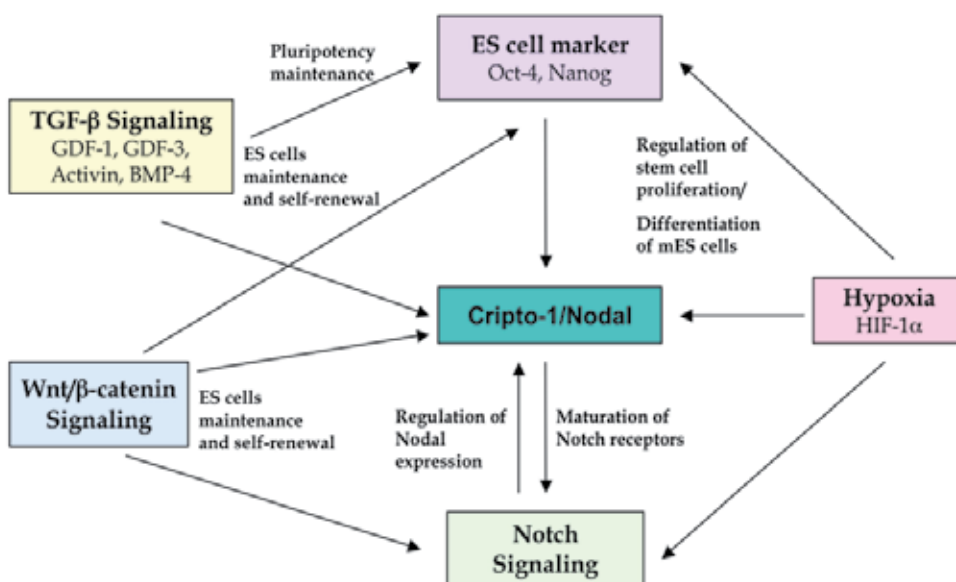 ES cell marker
Oct-4, Nanog
Pluripotency
maintenance
TGF-β Signaling
GDF-1, GDF-3,
Activin, BMP-4
ES cells
maintenance
and self-renewal
Regulation of
stem cell
proliferation/
Differentiation
of mES cells
Cripto-1/Nodal
Hypoxia
HIF-1α
Wnt/β-catenin
Signaling
ES cells
maintenance
and self-renewal
Regulation of
Nodal
expression
Maturation of
Notch receptors
Notch
Signaling